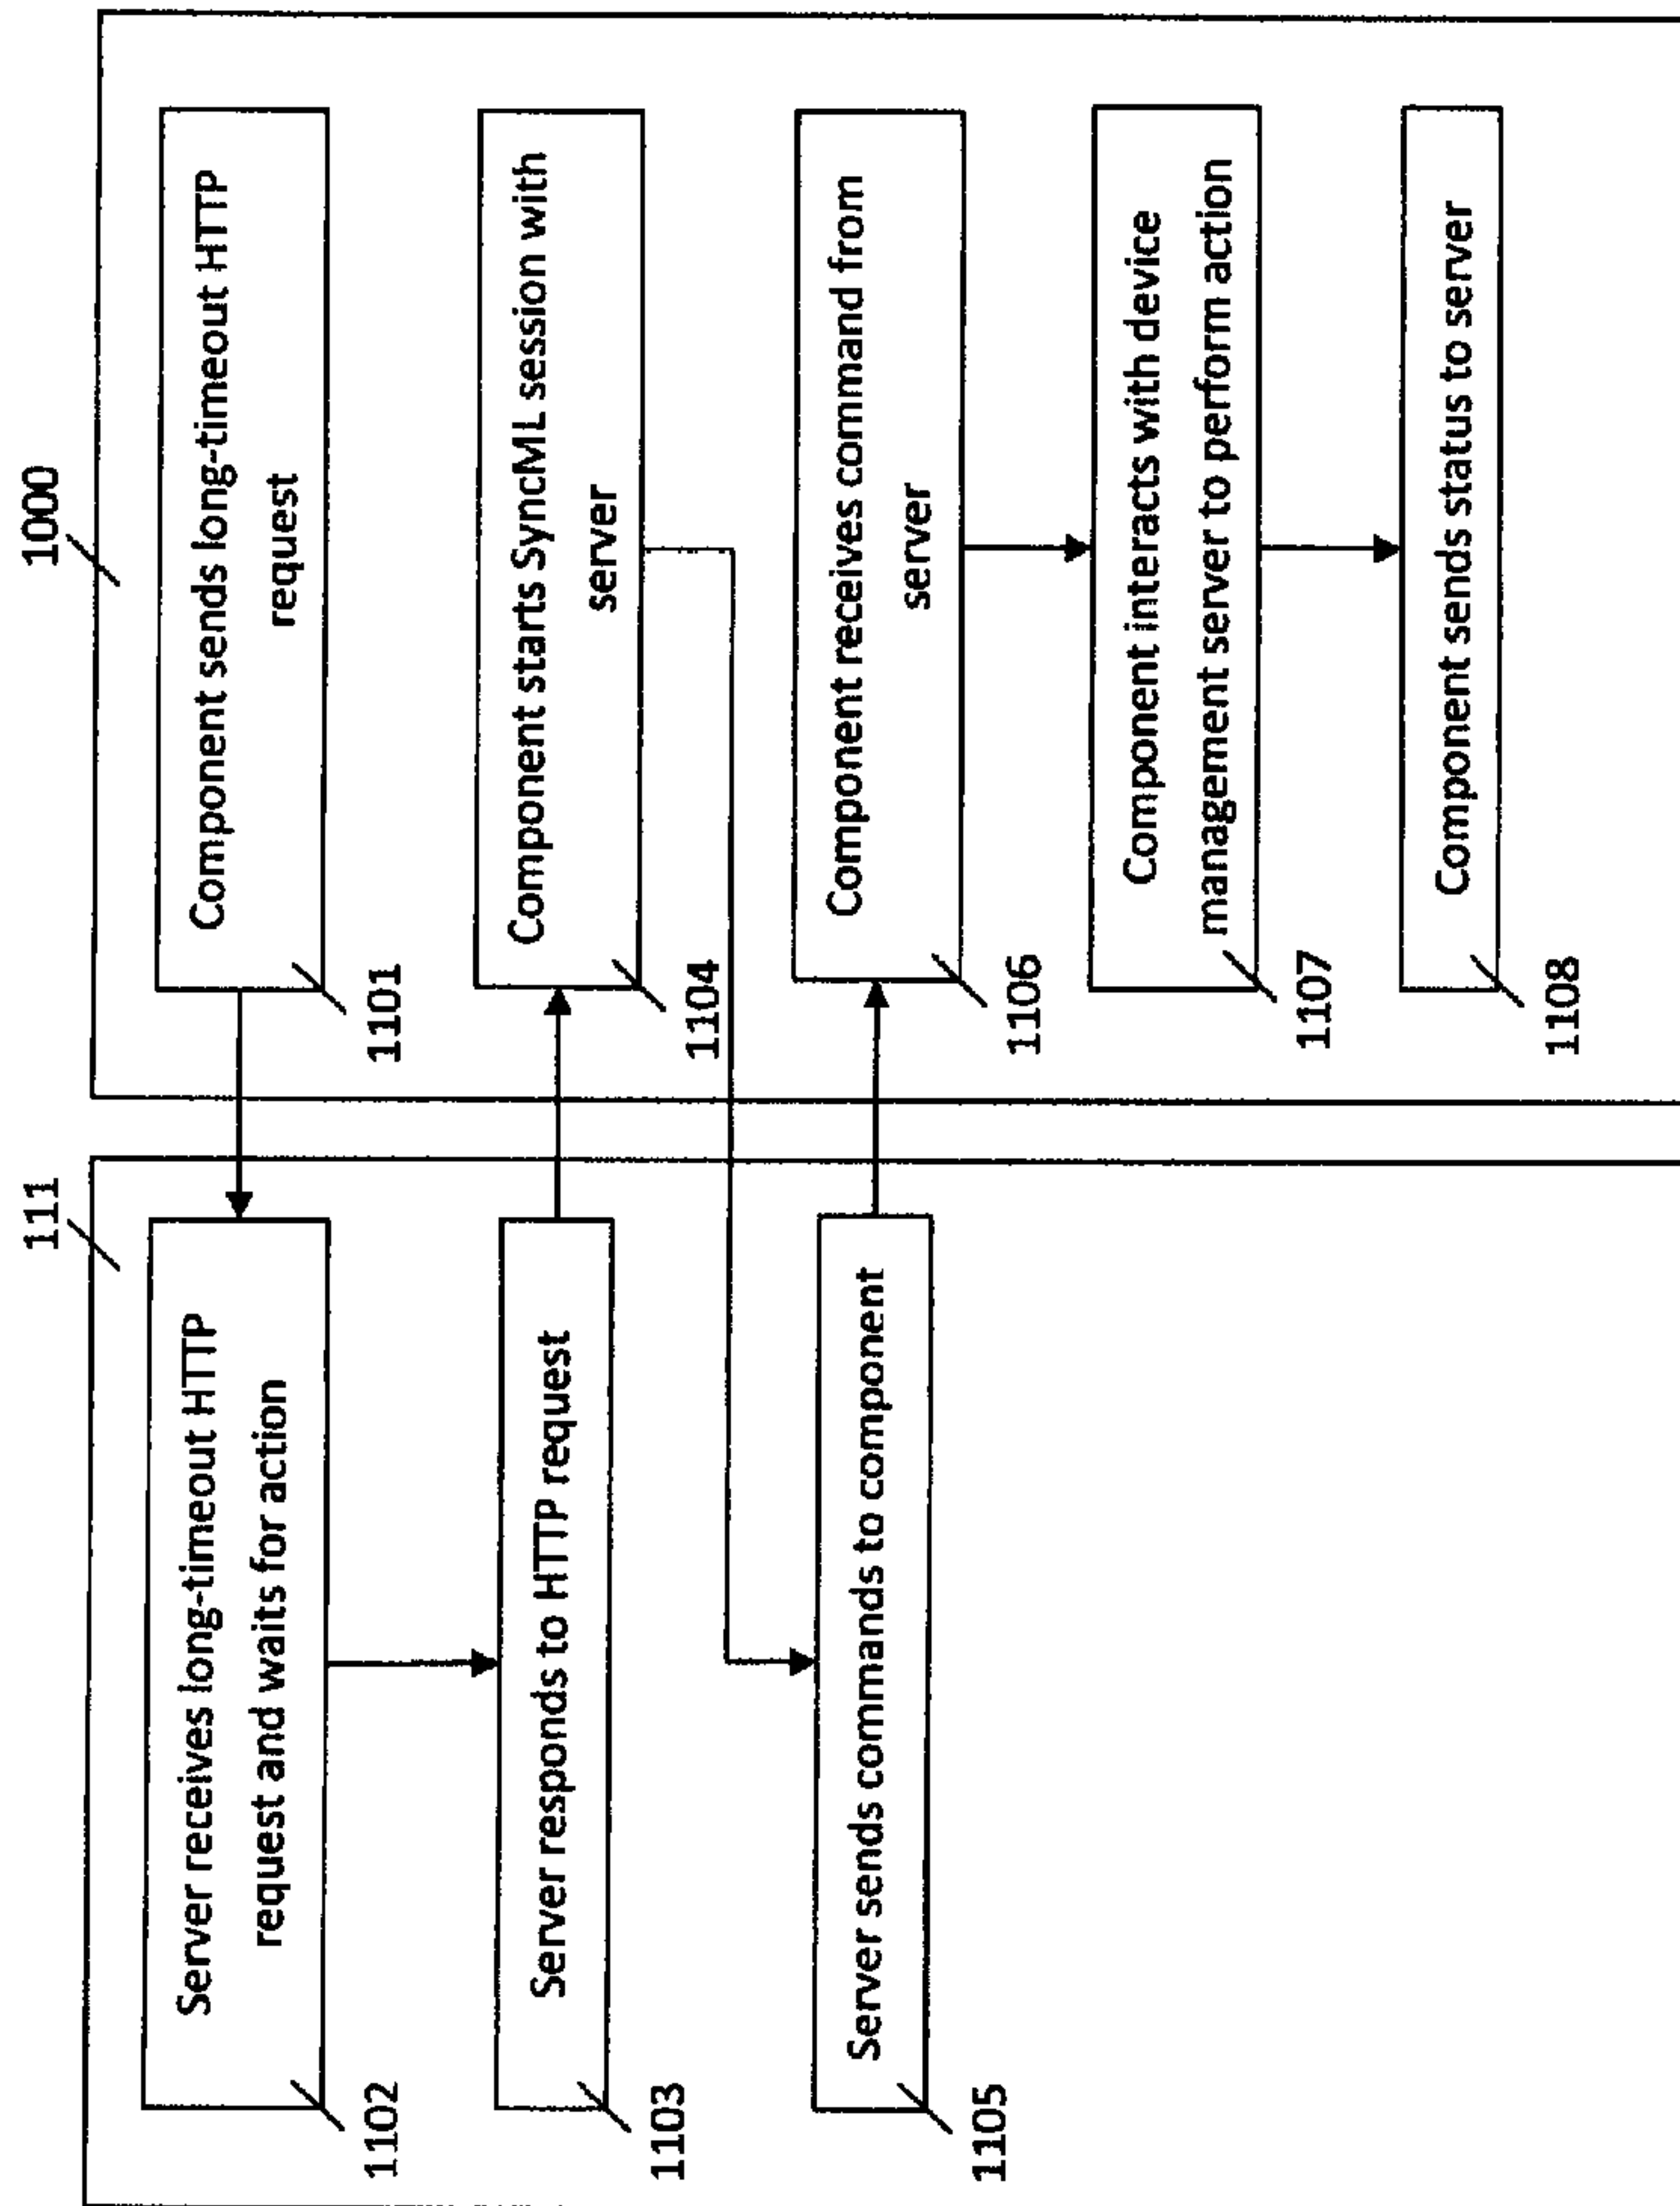 111
Server receives long-timeout HTTP
request and waits for action
1102
Server responds to HTTP request
1103
Server sends commands to component
1105
1000
Component sends long-timeout HTTP
request
1101
Component starts SyncML session with
server
1104
Component receives command from
server
1106
Component interacts with device
management server to perform action
1107
Component sends status to server
1108